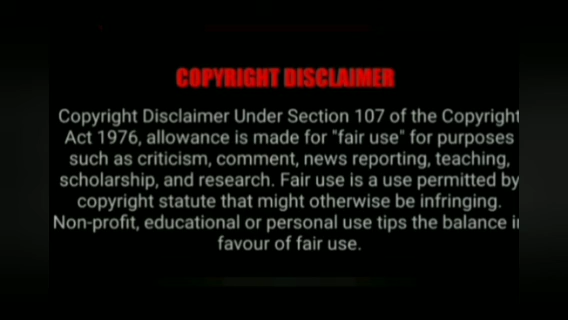 COPYRIGHT DISCLAIMER
Copyright Disclaimer Under Section 107 of the Copyright
Act 1976, allowance is made for "fair use" for purposes
such as criticism, comment, news reporting, teaching,
scholarship, and research. Fair use is a use permitted by
copyright statute that might otherwise be infringing.
Non-profit, educational or personal use tips the balance in
favour of fair use.